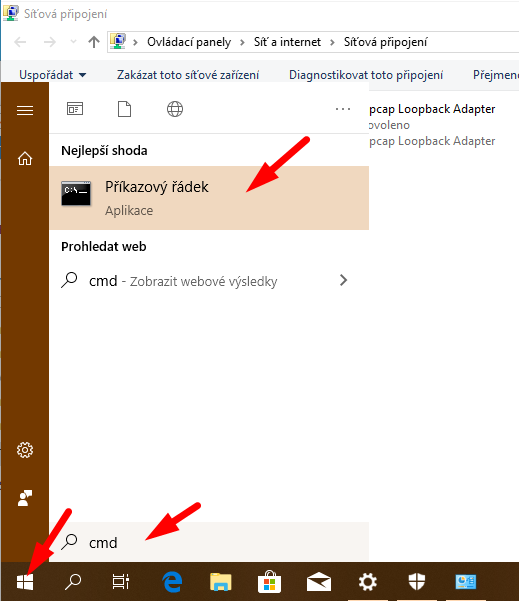 Síťová připojení
Ovládací panely › Síť a internet › Síťová připojení
Uspořádat Zakázat toto síťové zařízení Diagnostikovat toto připojení Přejmeno
pcap Loopback Adapter
ovoleno
pcap Loopback Adapter
Nejlepší shoda
C:\
Příkazový řádek
Aplikace
Prohledat web
cmd - Zobrazit webové výsledky
cmd